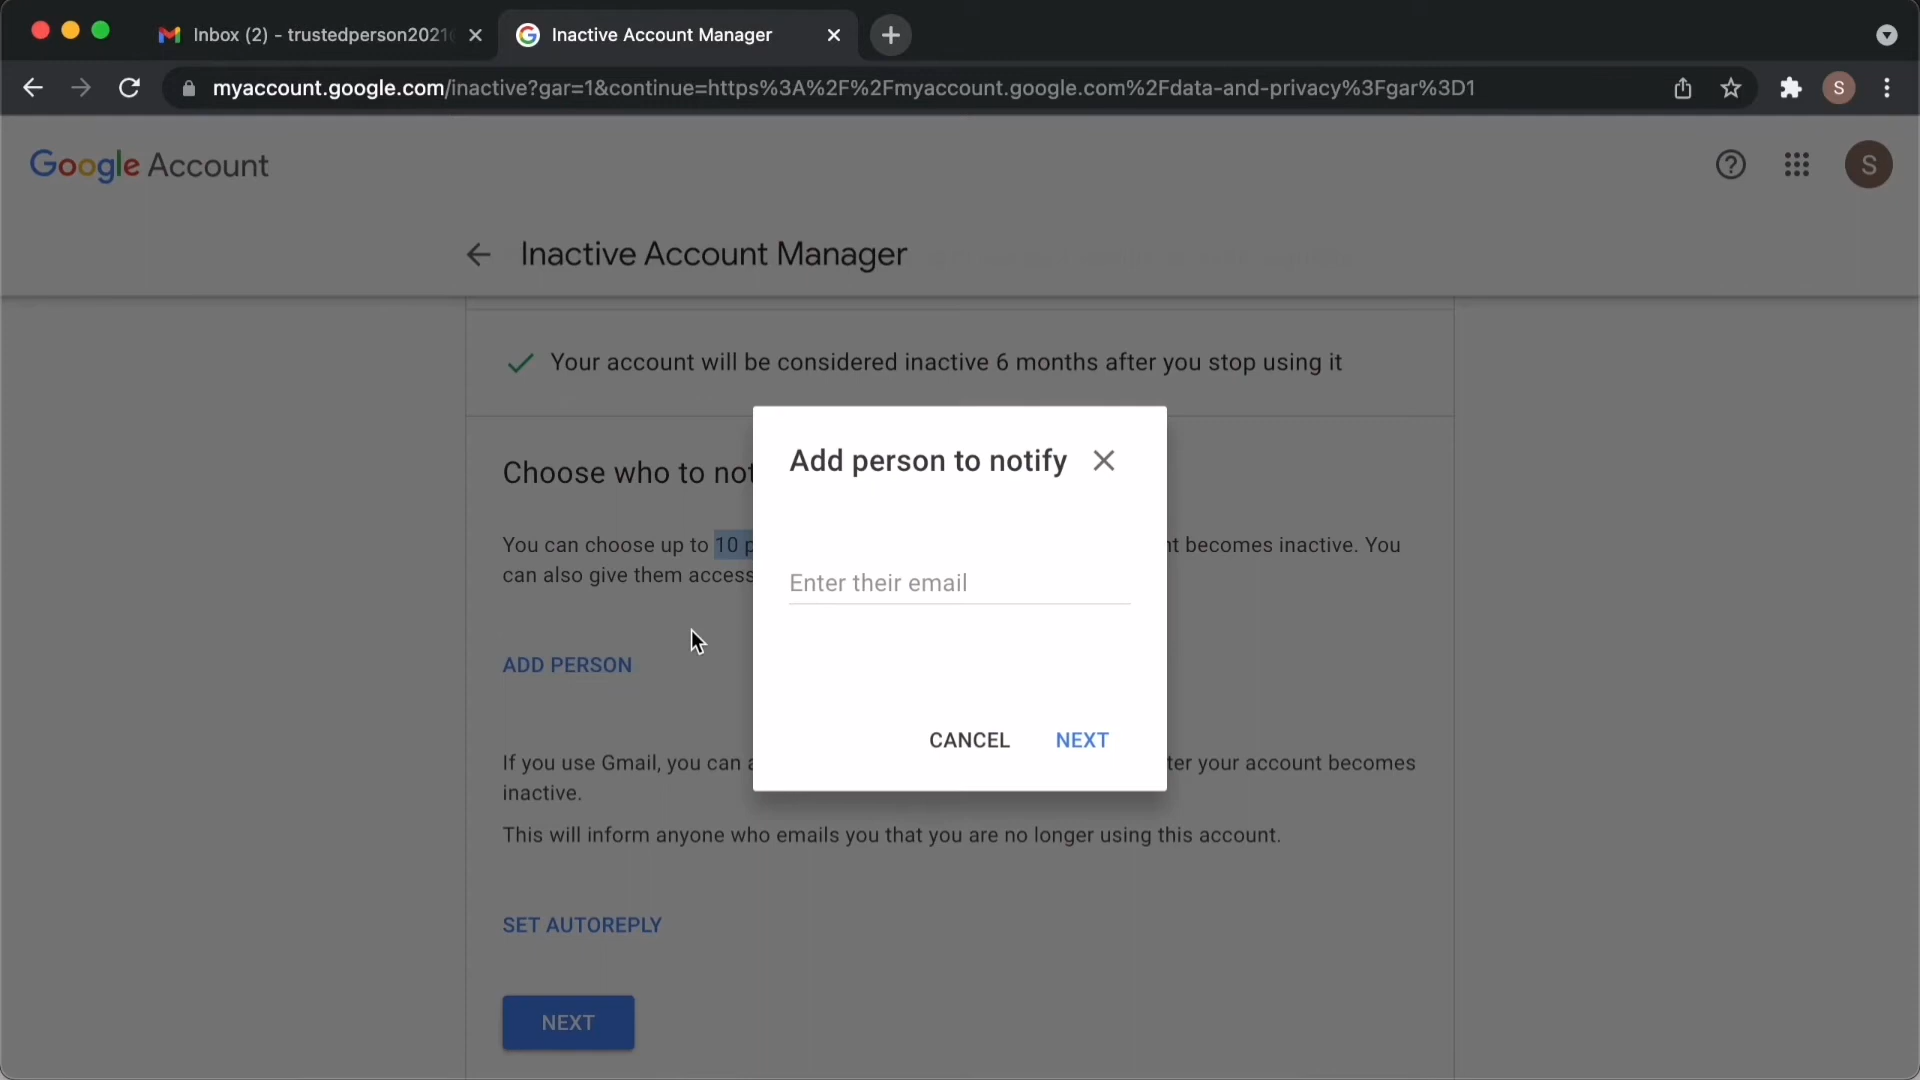 Inbox (2) - trustedperson2021
Inactive Account Manager
myaccount.google.com/inactive?gar=1&continue=https%3A%2F%2Fmyaccount.google.com%2Fdata-and-privacy%3Fgar%3D1
S
Google Account
S
Inactive Account Manager
Your account will be considered inactive 6 months after you stop using it
Add person to notify
Choose who to not
You can choose up to 10 p
t becomes inactive. You
can also give them access
Enter their email
ADD PERSON
CANCEL NEXT
If you use Gmail, you can a
ter your account becomes
inactive.
This will inform anyone who emails you that you are no longer using this account.
SET AUTOREPLY
NEXT